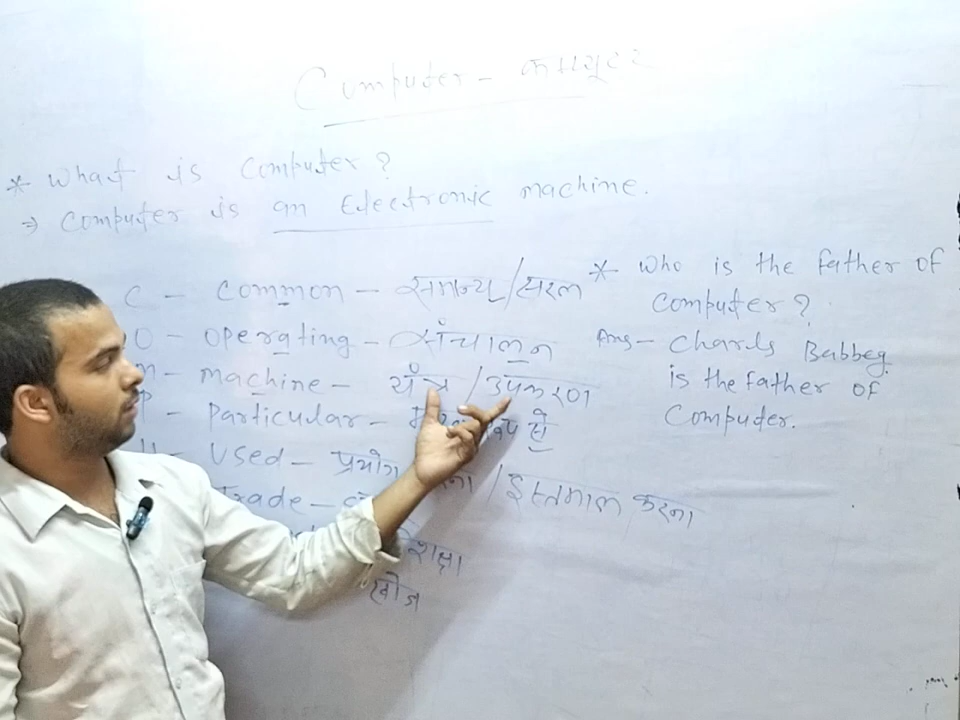 Computer - कम्प्यूटर
* What is Computer?
⇒ Computer is an Electronic machine.
C - Common - समान्य/सरल
O - Operating - संचालन
m - machine - यंत्र/उपकरण
P - Particular - से
U - Used - प्रयोग /इस्तमाल करना
Trade -
खोज
* Who is the father of
Computer?
Ans - Charls Babbeg
is the father of
Computer.